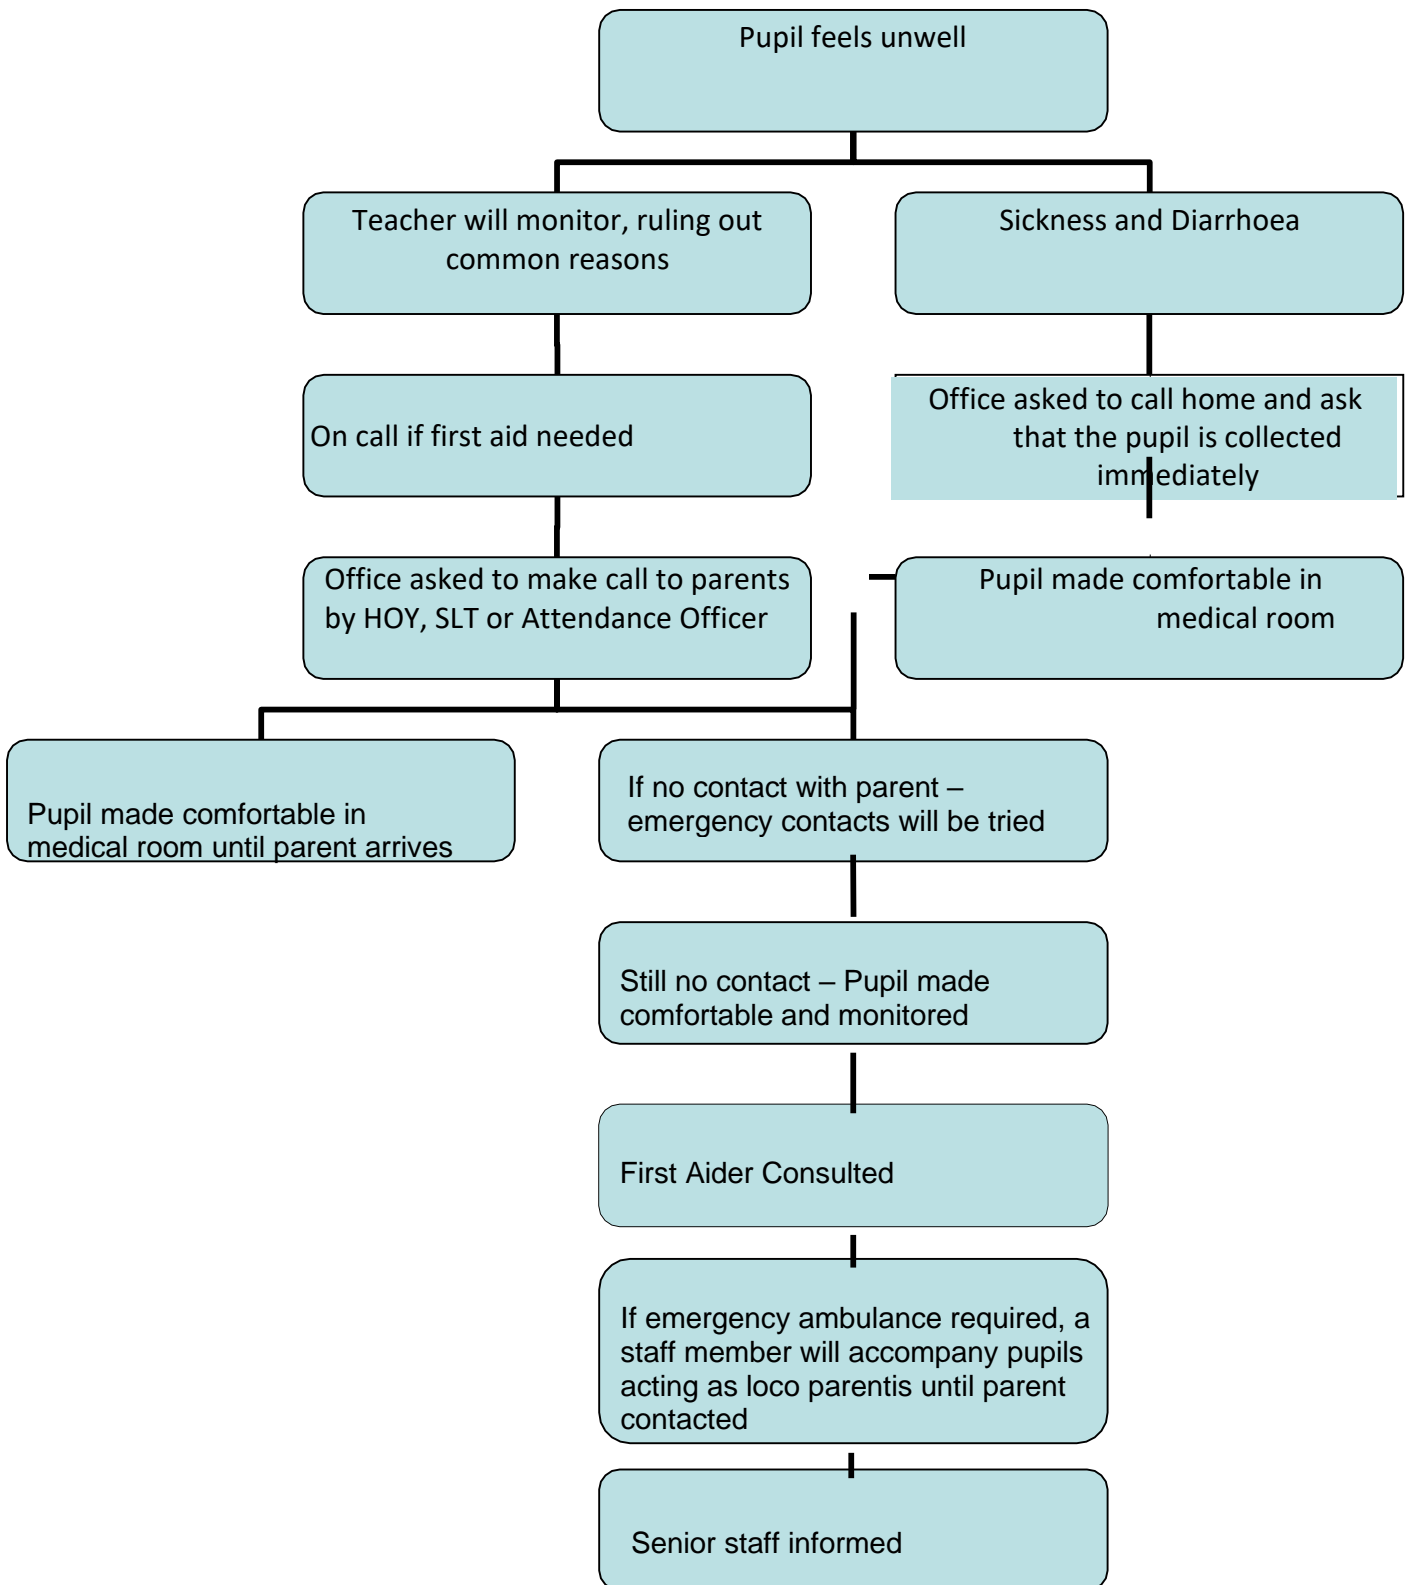 Pupil feels unwell
Teacher will monitor, ruling out
common reasons
Sickness and Diarrhoea
On call if first aid needed
Office asked to call home and ask
that the pupil is collected
immediately
Office asked to make call to parents
by HOY, SLT or Attendance Officer
Pupil made comfortable in
medical room
Pupil made comfortable in
medical room until parent arrives
If no contact with parent –
emergency contacts will be tried
Still no contact – Pupil made
comfortable and monitored
First Aider Consulted
If emergency ambulance required, a
staff member will accompany pupils
acting as loco parentis until parent
contacted
Senior staff informed